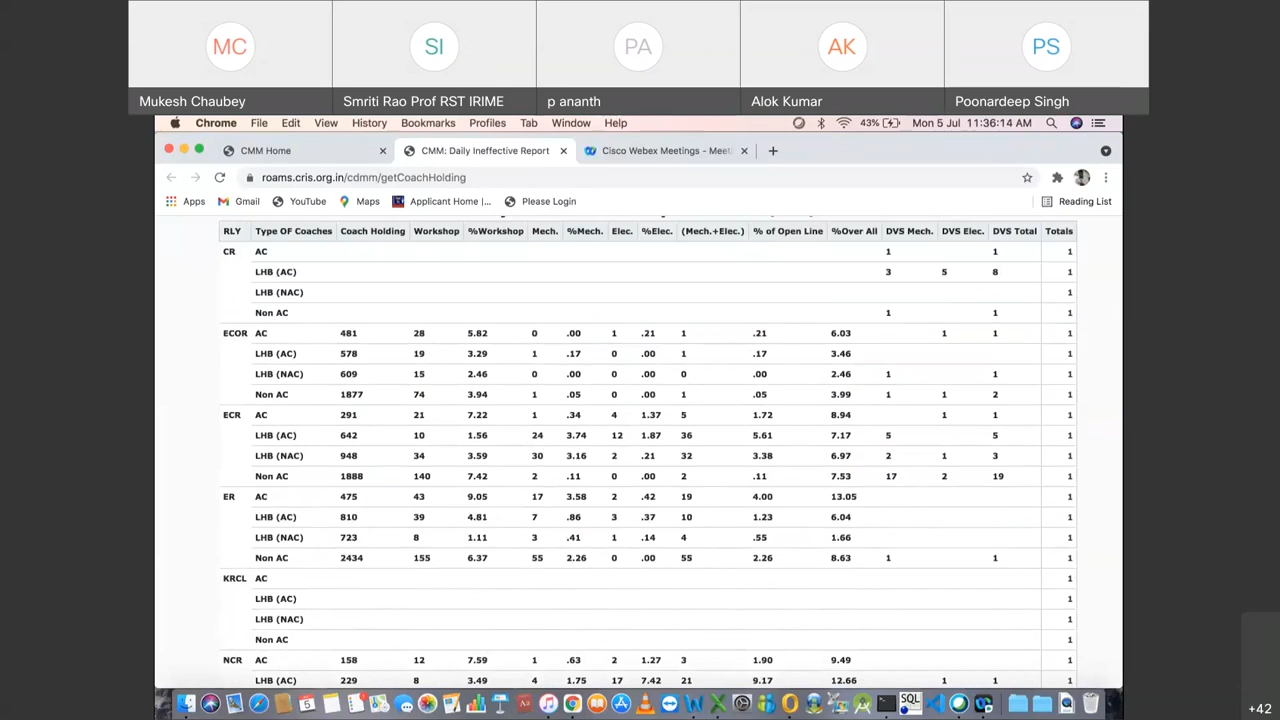 MC SI PA AK PS
Mukesh Chaubey Smriti Rao Prof RST IRIME p ananth Alok Kumar Poonardeep Singh
Chrome File Edit View History Bookmarks Profiles Tab Window Help 43% Mon 5 Jul 11:36:14 AM
CMM Home CMM: Daily Ineffective Report Cisco Webex Meetings - Meeti
roams.cris.org.in/cdmm/getCoachHolding
Apps Gmail YouTube Maps Applicant Home |... Please Login Reading List
RLY Type OF Coaches Coach Holding Workshop %Workshop Mech. %Mech. Elec. %Elec. (Mech.+Elec.) % of Open Line %Over All DVS Mech. DVS Elec. DVS Total Totals
CR AC 1 1 1
LHB (AC) 3 5 8 1
LHB (NAC) 1
Non AC 1 1 1
ECOR AC 481 28 5.82 0 .00 1 .21 1 .21 6.03 1 1 1
LHB (AC) 578 19 3.29 1 .17 0 .00 1 .17 3.46 1
LHB (NAC) 609 15 2.46 0 .00 0 .00 0 .00 2.46 1 1 1
Non AC 1877 74 3.94 1 .05 0 .00 1 .05 3.99 1 1 2 1
ECR AC 291 21 7.22 1 .34 4 1.37 5 1.72 8.94 1 1 1
LHB (AC) 642 10 1.56 24 3.74 12 1.87 36 5.61 7.17 5 5 1
LHB (NAC) 948 34 3.59 30 3.16 2 .21 32 3.38 6.97 2 1 3 1
Non AC 1888 140 7.42 2 .11 0 .00 2 .11 7.53 17 2 19 1
ER AC 475 43 9.05 17 3.58 2 .42 19 4.00 13.05 1
LHB (AC) 810 39 4.81 7 .86 3 .37 10 1.23 6.04 1
LHB (NAC) 723 8 1.11 3 .41 1 .14 4 .55 1.66 1
Non AC 2434 155 6.37 55 2.26 0 .00 55 2.26 8.63 1 1 1
KRCL AC 1
LHB (AC) 1
LHB (NAC) 1
Non AC 1
NCR AC 158 12 7.59 1 .63 2 1.27 3 1.90 9.49 1
LHB (AC) 229 8 3.49 4 1.75 17 7.42 21 9.17 12.66 1 1 1
SQL
+42